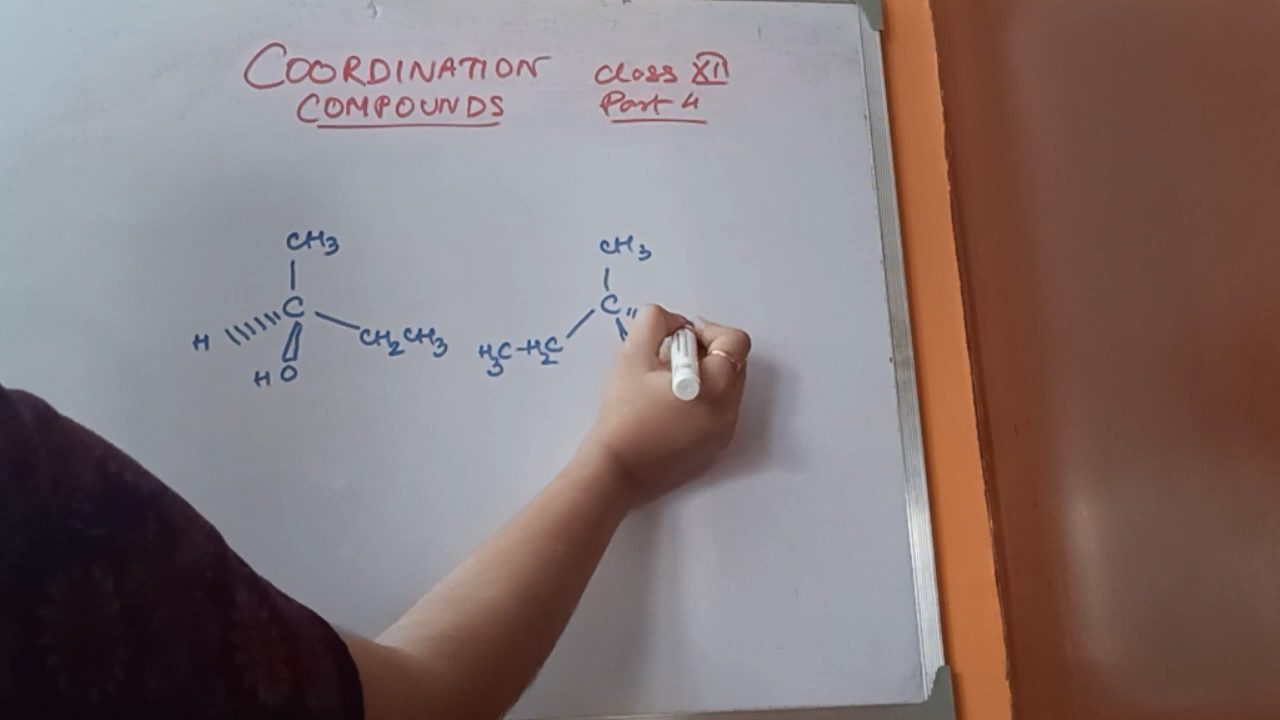 COORDINATION Class XII
COMPOUNDS Part 4
CH3 CH3
C C
H CH2CH3 H3C-H2C
HO